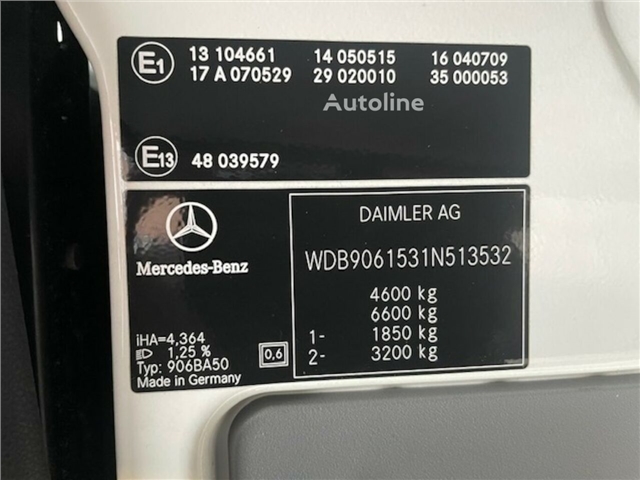 E1 13 104661 14 050515 16 040709
17 A 070529 29 020010 35 000053
Autoline
E13 48 039579
Mercedes-Benz
DAIMLER AG
WDB9061531N513532
4600 kg
6600 kg
1- 1850 kg
2- 3200 kg
iHA=4,364
1,25 %
0,6
Typ: 906BA50
Made in Germany